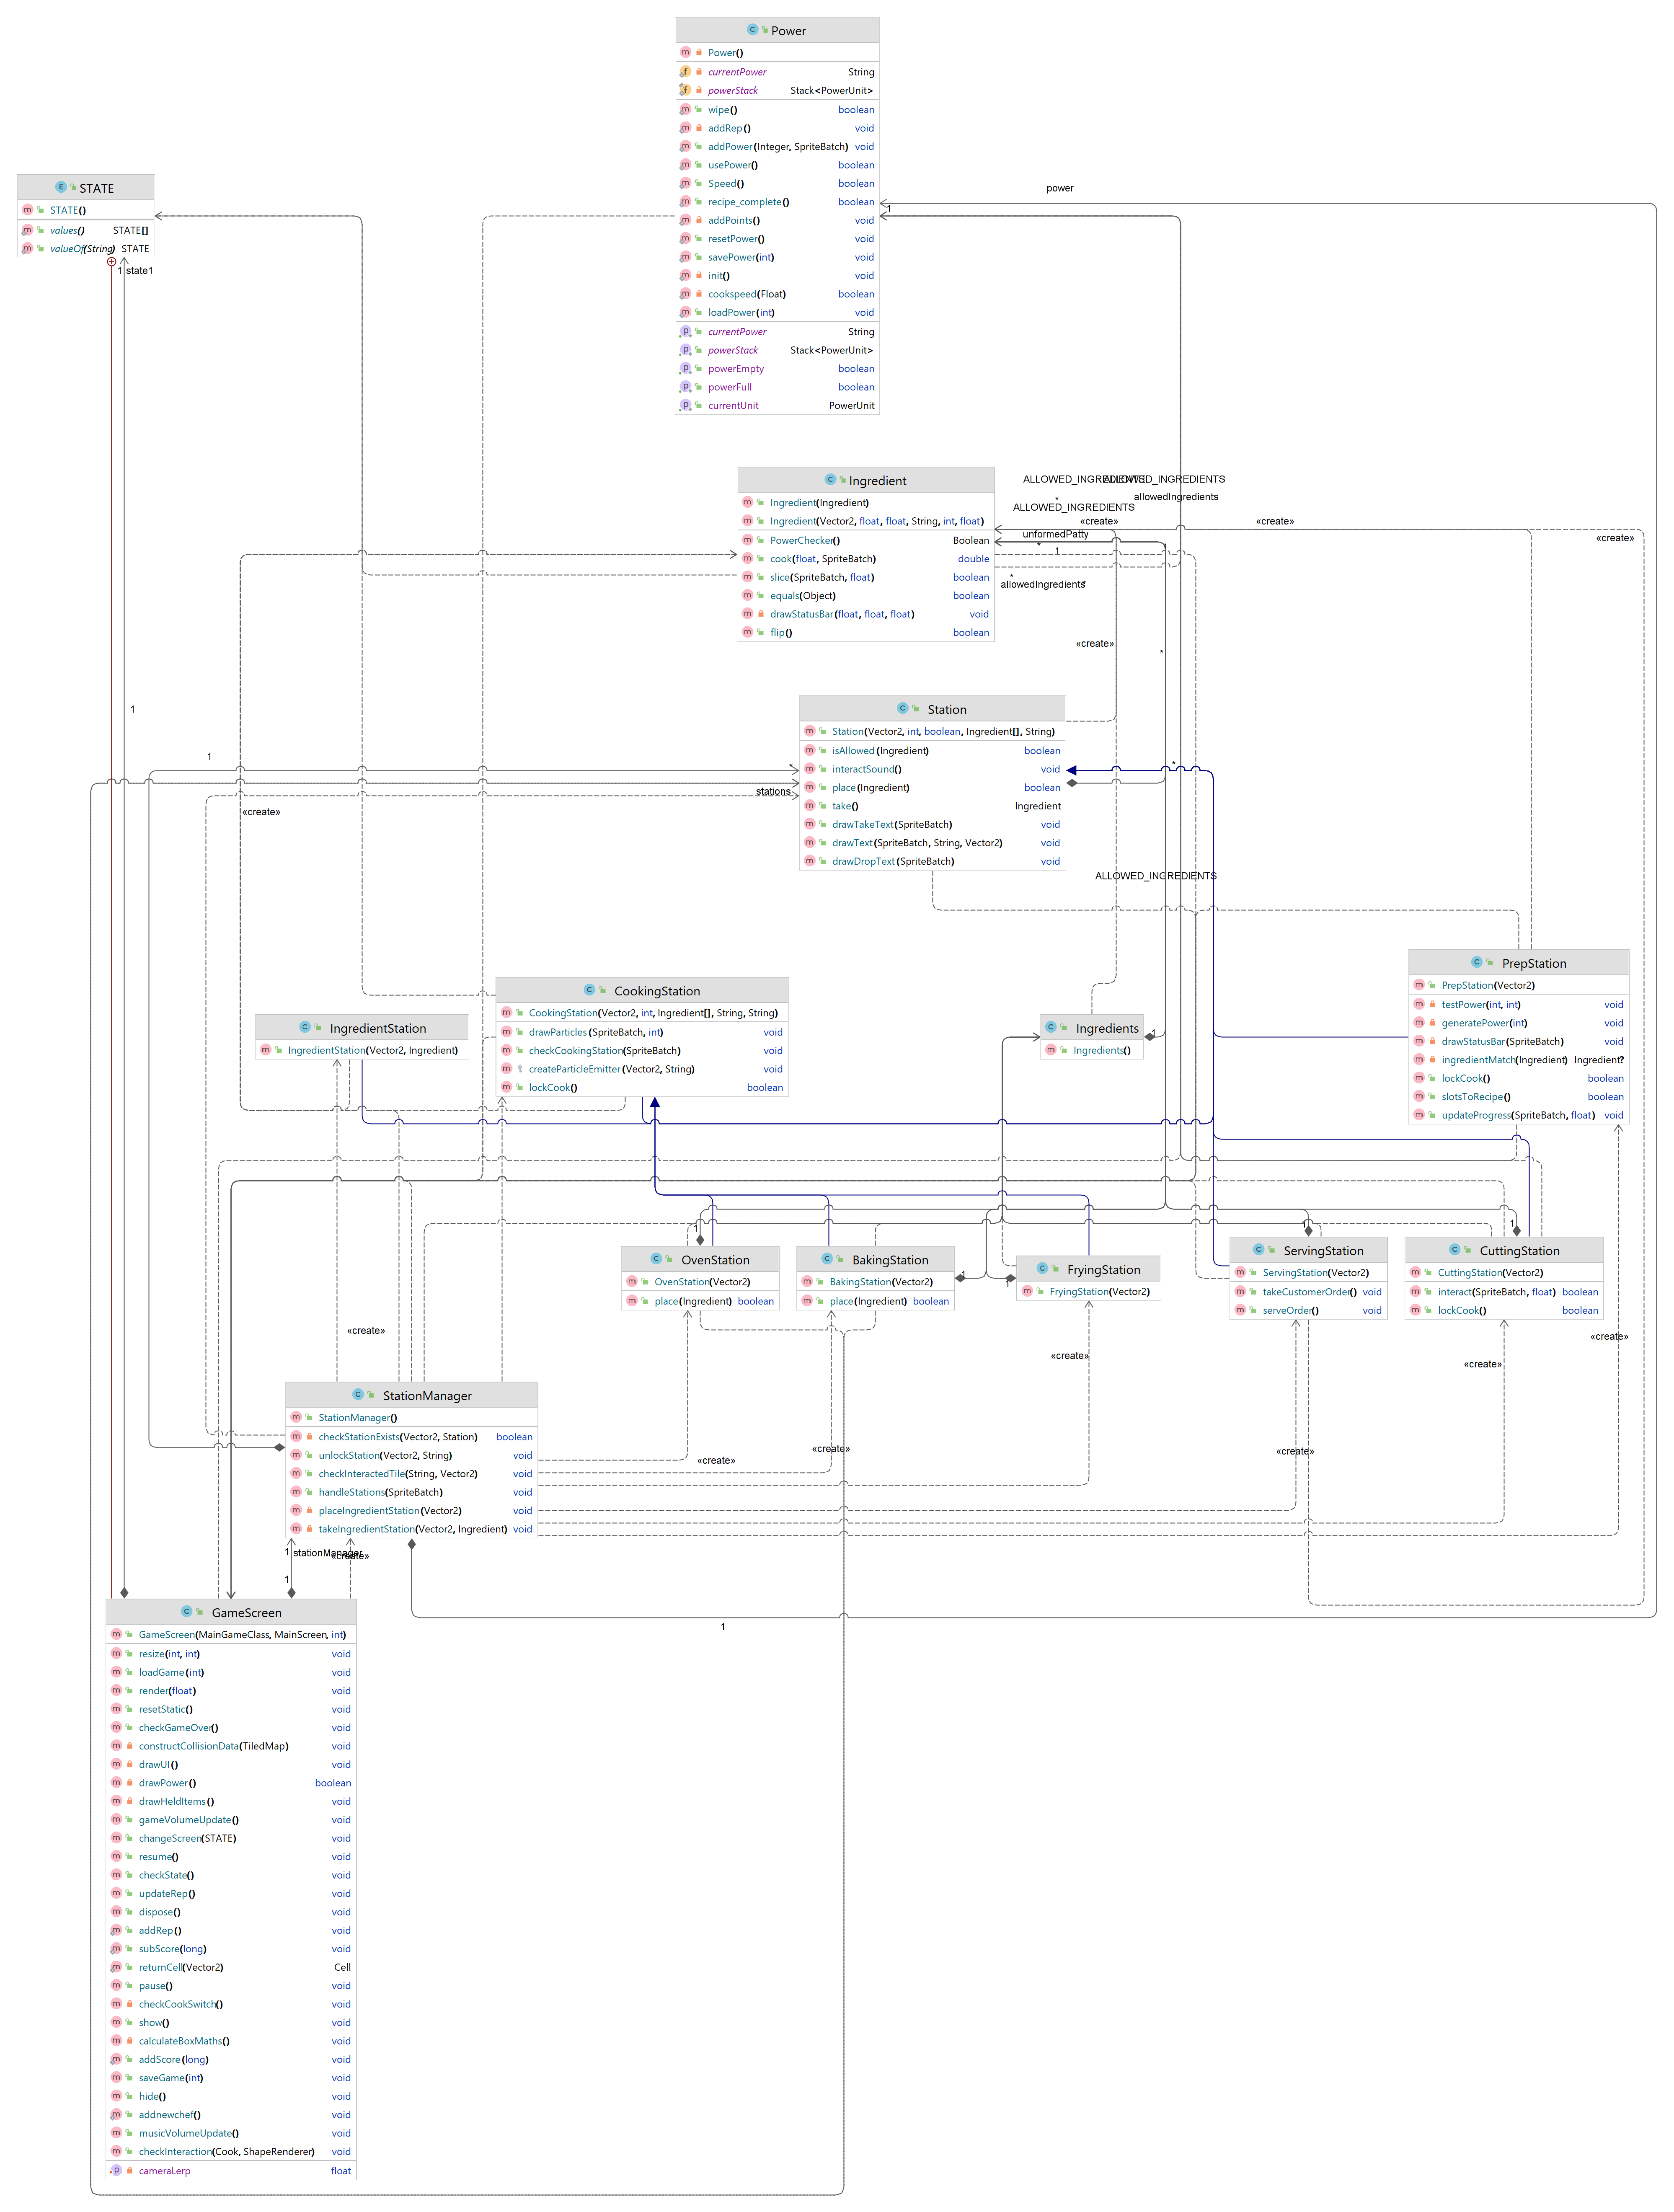 Power
Power()
currentPower String
powerStack Stack<PowerUnit>
wipe() boolean
addRep() void
addPower(Integer, SpriteBatch) void
usePower() boolean
Speed() boolean
recipe_complete() boolean
addPoints() void
resetPower() void
savePower(int) void
init() void
cookspeed(Float) boolean
loadPower(int) void
currentPower String
powerStack Stack<PowerUnit>
powerEmpty boolean
powerFull boolean
currentUnit PowerUnit
STATE
STATE()
values() STATE[]
valueOf(String) STATE
1 state1
power
1
Ingredient
Ingredient(Ingredient)
Ingredient(Vector2, float, float, String, int, float)
PowerChecker() Boolean
cook(float, SpriteBatch) double
slice(SpriteBatch, float) boolean
equals(Object) boolean
drawStatusBar(float, float, float) void
flip() boolean
ALLOWED_INGREDIENTS
ALLOWED_INGREDIENTS
allowedIngredients
*
ALLOWED_INGREDIENTS
«create»
«create»
unformedPatty
«create»
*
1
1
*
allowedIngredients
*
«create»
*
Station
Station(Vector2, int, boolean, Ingredient[], String)
isAllowed(Ingredient) boolean
interactSound() void
place(Ingredient) boolean
take() Ingredient
drawTakeText(SpriteBatch) void
drawText(SpriteBatch, String, Vector2) void
drawDropText(SpriteBatch) void
1
1
*
*
stations
«create»
ALLOWED_INGREDIENTS
PrepStation
PrepStation(Vector2)
testPower(int, int) void
generatePower(int) void
drawStatusBar(SpriteBatch) void
ingredientMatch(Ingredient) Ingredient?
lockCook() boolean
slotsToRecipe() boolean
updateProgress(SpriteBatch, float) void
CookingStation
CookingStation(Vector2, int, Ingredient[], String, String)
drawParticles(SpriteBatch, int) void
checkCookingStation(SpriteBatch) void
createParticleEmitter(Vector2, String) void
lockCook() boolean
IngredientStation
IngredientStation(Vector2, Ingredient)
Ingredients
Ingredients()
1
OvenStation
OvenStation(Vector2)
place(Ingredient) boolean
1
BakingStation
BakingStation(Vector2)
place(Ingredient) boolean
1
FryingStation
FryingStation(Vector2)
1
ServingStation
ServingStation(Vector2)
takeCustomerOrder() void
serveOrder() void
1
CuttingStation
CuttingStation(Vector2)
interact(SpriteBatch, float) boolean
lockCook() boolean
1
«create»
«create»
«create»
«create»
StationManager
StationManager()
checkStationExists(Vector2, Station) boolean
unlockStation(Vector2, String) void
checkInteractedTile(String, Vector2) void
handleStations(SpriteBatch) void
placeIngredientStation(Vector2) void
takeIngredientStation(Vector2, Ingredient) void
«create»
«create»
«create»
1 stationManager
«create»
1
1
GameScreen
GameScreen(MainGameClass, MainScreen, int)
resize(int, int) void
loadGame(int) void
render(float) void
resetStatic() void
checkGameOver() void
constructCollisionData(TiledMap) void
drawUI() void
drawPower() boolean
drawHeldItems() void
gameVolumeUpdate() void
changeScreen(STATE) void
resume() void
checkState() void
updateRep() void
dispose() void
addRep() void
subScore(long) void
returnCell(Vector2) Cell
pause() void
checkCookSwitch() void
show() void
calculateBoxMaths() void
addScore(long) void
saveGame(int) void
hide() void
addnewchef() void
musicVolumeUpdate() void
checkInteraction(Cook, ShapeRenderer) void
cameraLerp float